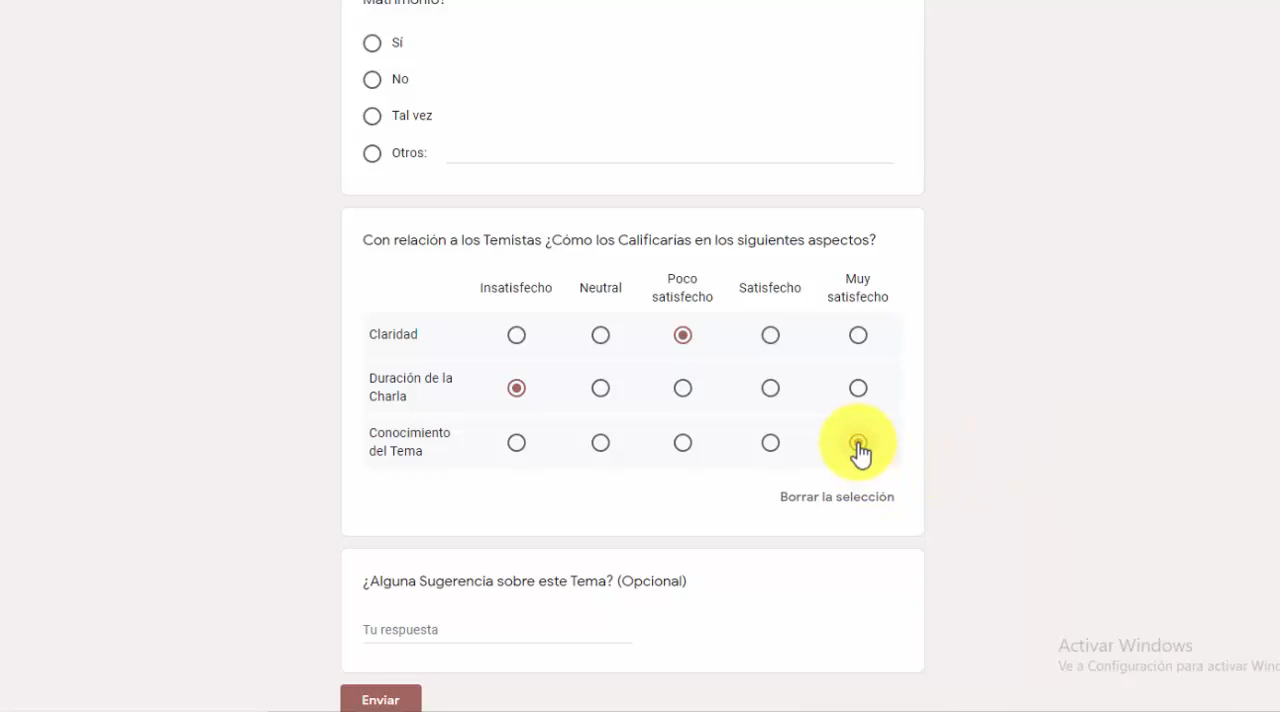 Matrimonio?
Sí
No
Tal vez
Otros:
Con relación a los Temistas ¿Cómo los Calificarías en los siguientes aspectos?
Insatisfecho Neutral Poco satisfecho Satisfecho Muy satisfecho
Claridad
Duración de la
Charla
Conocimiento
del Tema
Borrar la selección
¿Alguna Sugerencia sobre este Tema? (Opcional)
Tu respuesta
Enviar
Activar Windows
Ve a Configuración para activar